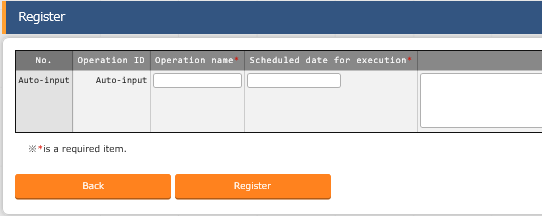 Register
No. Operation ID Operation name* Scheduled date for execution*
Auto-input Auto-input
※*is a required item.
Back Register